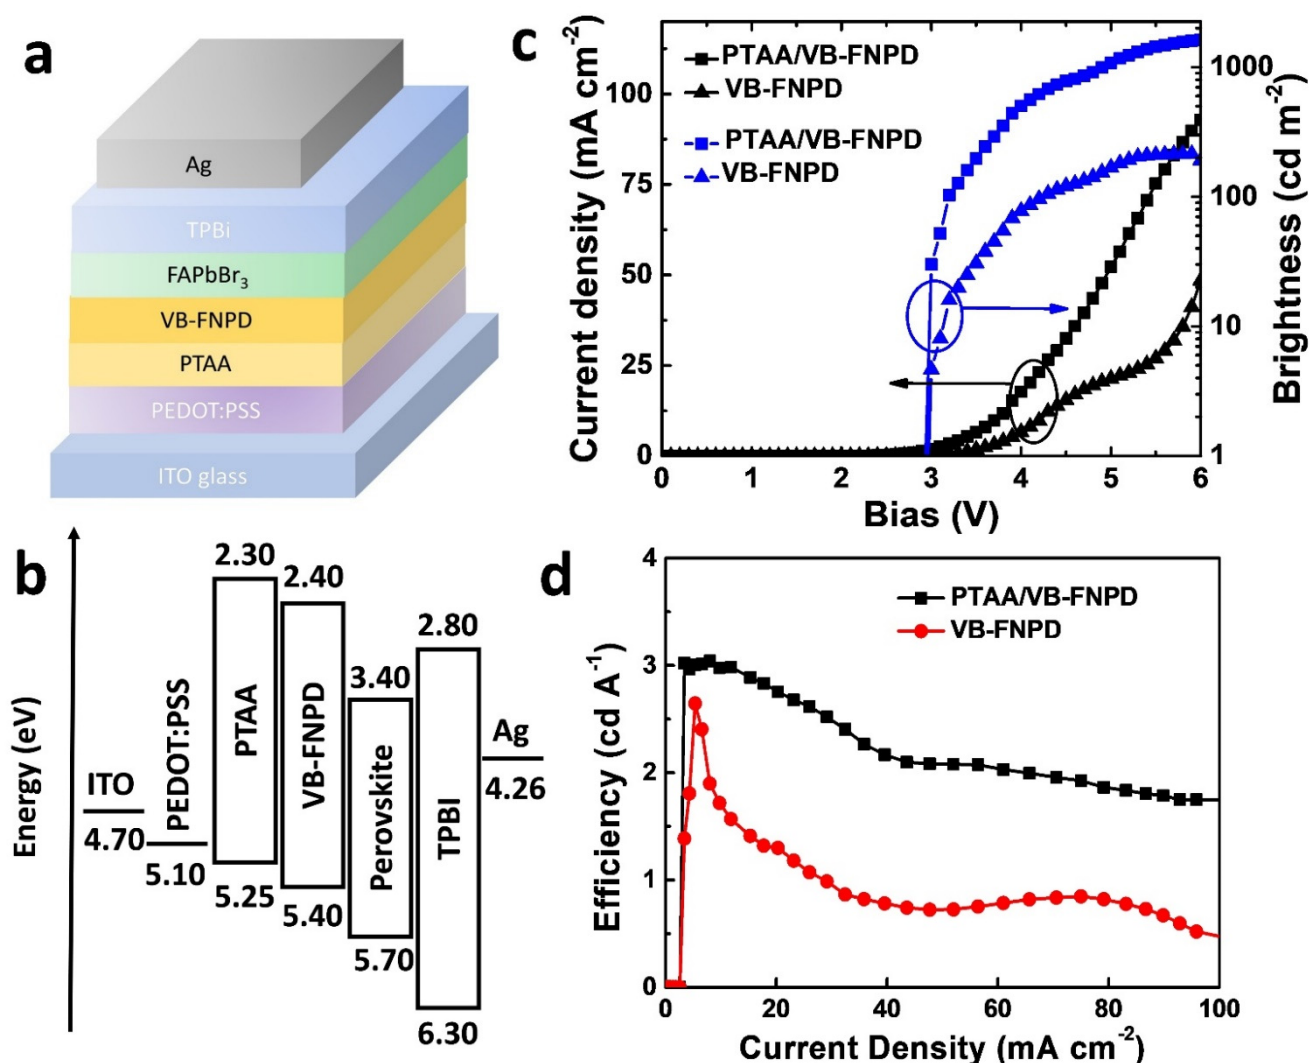 a
Ag
TPBi
FAPbBr₃
VB-FNPD
PTAA
PEDOT:PSS
ITO glass
b
Energy (eV)
ITO
4.70
PEDOT:PSS
5.10
2.30
PTAA
5.25
2.40
VB-FNPD
5.40
3.40
Perovskite
5.70
2.80
TPBI
6.30
Ag
4.26
c
PTAA/VB-FNPD
VB-FNPD
PTAA/VB-FNPD
VB-FNPD
Current density (mA cm⁻²)
100
75
50
25
0
Brightness (cd m⁻²)
1000
100
10
1
0 1 2 3 4 5 6
Bias (V)
d
PTAA/VB-FNPD
VB-FNPD
Efficiency (cd A⁻¹)
4
3
2
1
0
0 20 40 60 80 100
Current Density (mA cm⁻²)